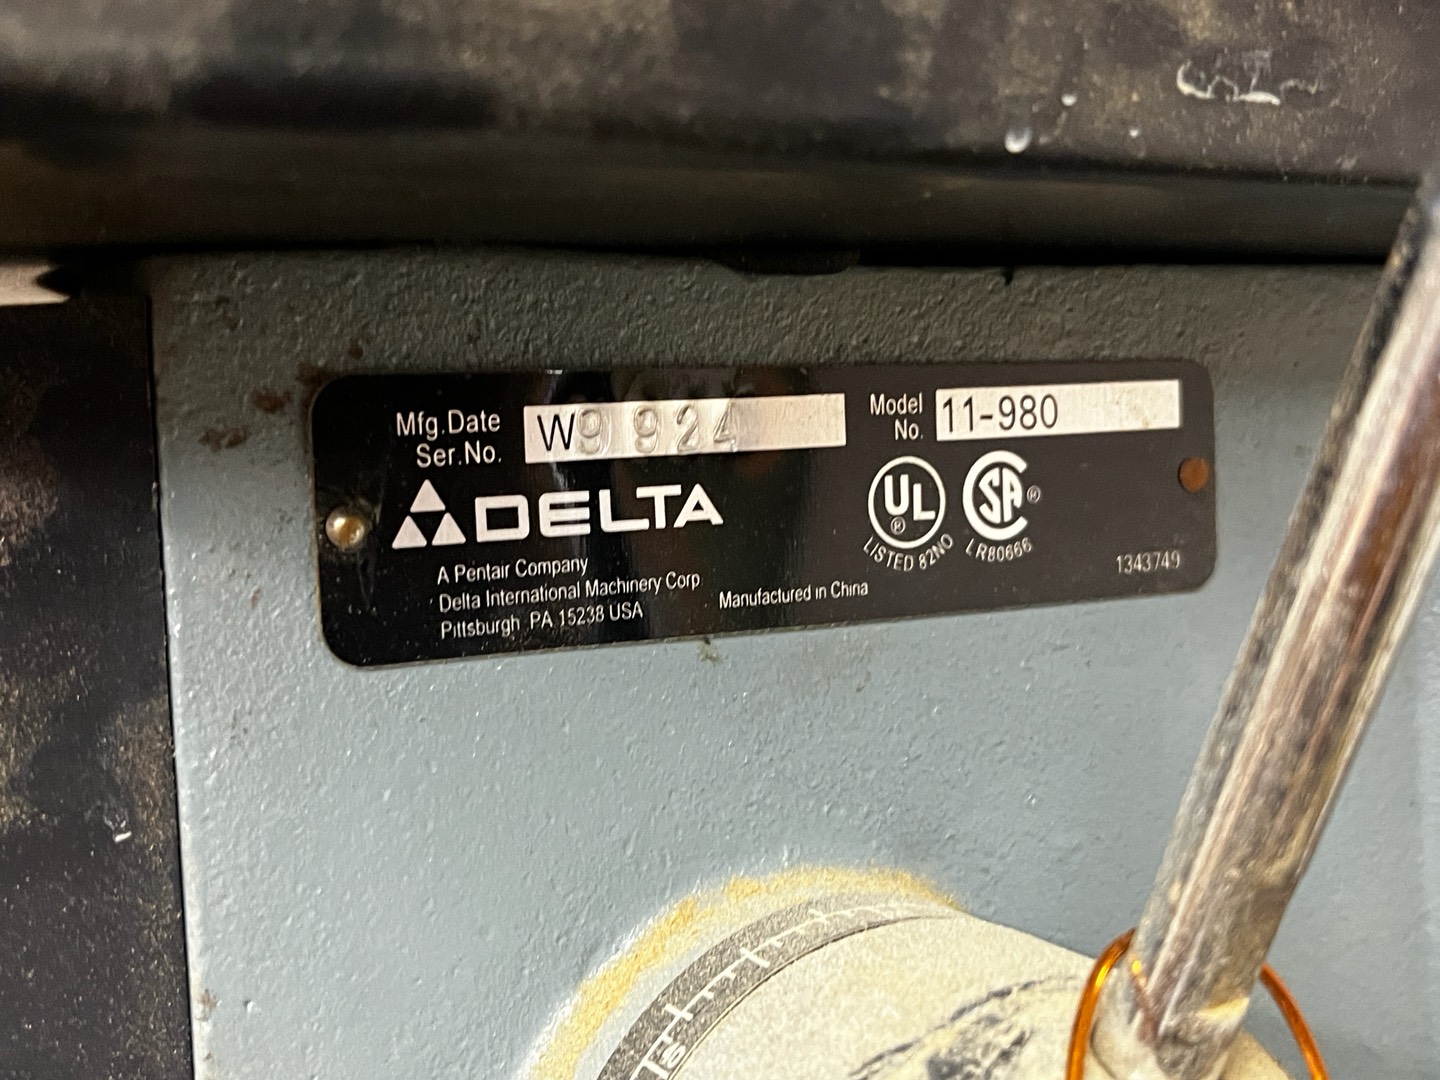 Mfg.Date
Ser.No.
W9924
Model
No.
11-980
DELTA
UL
®
LISTED 82NO
SA ®
LR80666
A Pentair Company
Delta International Machinery Corp
Pittsburgh PA 15238 USA
Manufactured in China
1343749